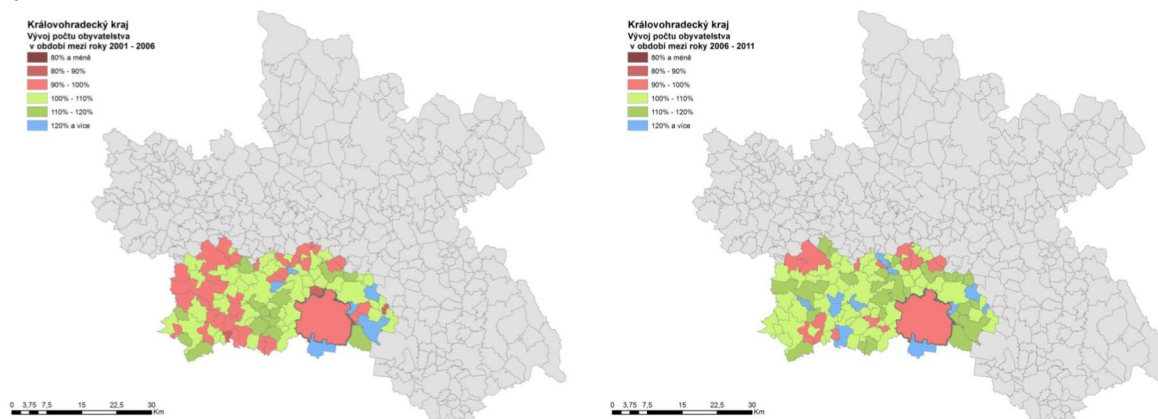 Královohradecký kraj
Vývoj počtu obyvatelstva
v období mezi roky 2001 - 2006
80% a méně
80% - 90%
90% - 100%
100% - 110%
110% - 120%
120% a více
0 3,75 7,5 15 22,5 30
Km
Královohradecký kraj
Vývoj počtu obyvatelstva
v období mezi roky 2006 - 2011
80% a méně
80% - 90%
90% - 100%
100% - 110%
110% - 120%
120% a více
0 3,75 7,5 15 22,5 30
Km